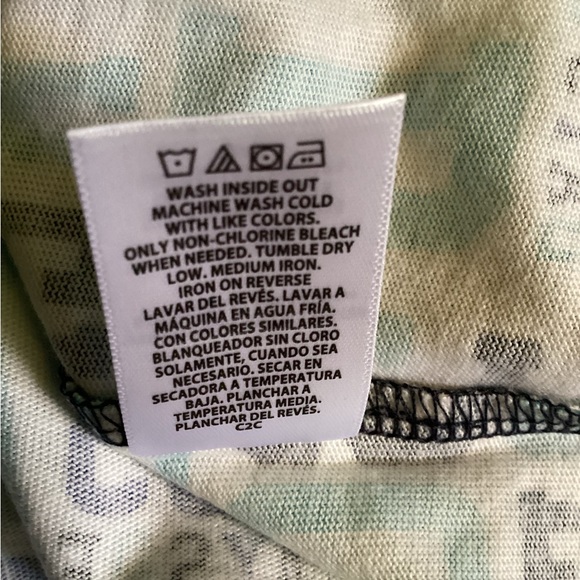 WASH INSIDE OUT
MACHINE WASH COLD
WITH LIKE COLORS.
ONLY NON-CHLORINE BLEACH
WHEN NEEDED. TUMBLE DRY
LOW. MEDIUM IRON.
IRON ON REVERSE
LAVAR DEL REVÉS. LAVAR A
MÁQUINA EN AGUA FRÍA.
CON COLORES SIMILARES.
BLANQUEADOR SIN CLORO
SOLAMENTE, CUANDO SEA
NECESARIO. SECAR EN
SECADORA A TEMPERATURA
BAJA. PLANCHAR A
TEMPERATURA MEDIA.
PLANCHAR DEL REVÉS.
C2C